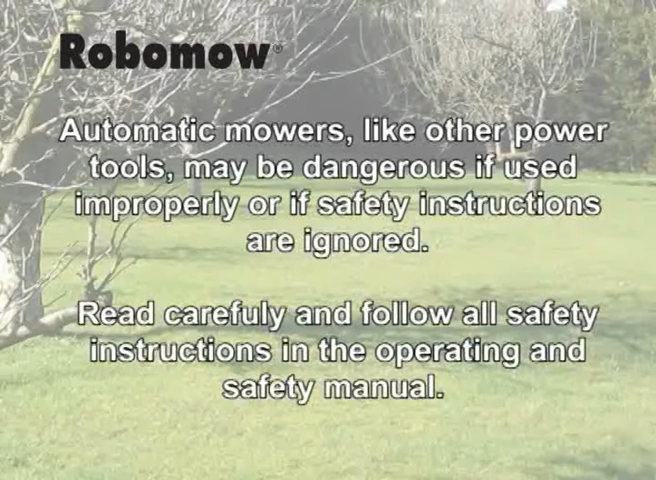 Robomow®
Automatic mowers, like other power
tools, may be dangerous if used
improperly or if safety instructions
are ignored.
Read carefuly and follow all safety
instructions in the operating and
safety manual.